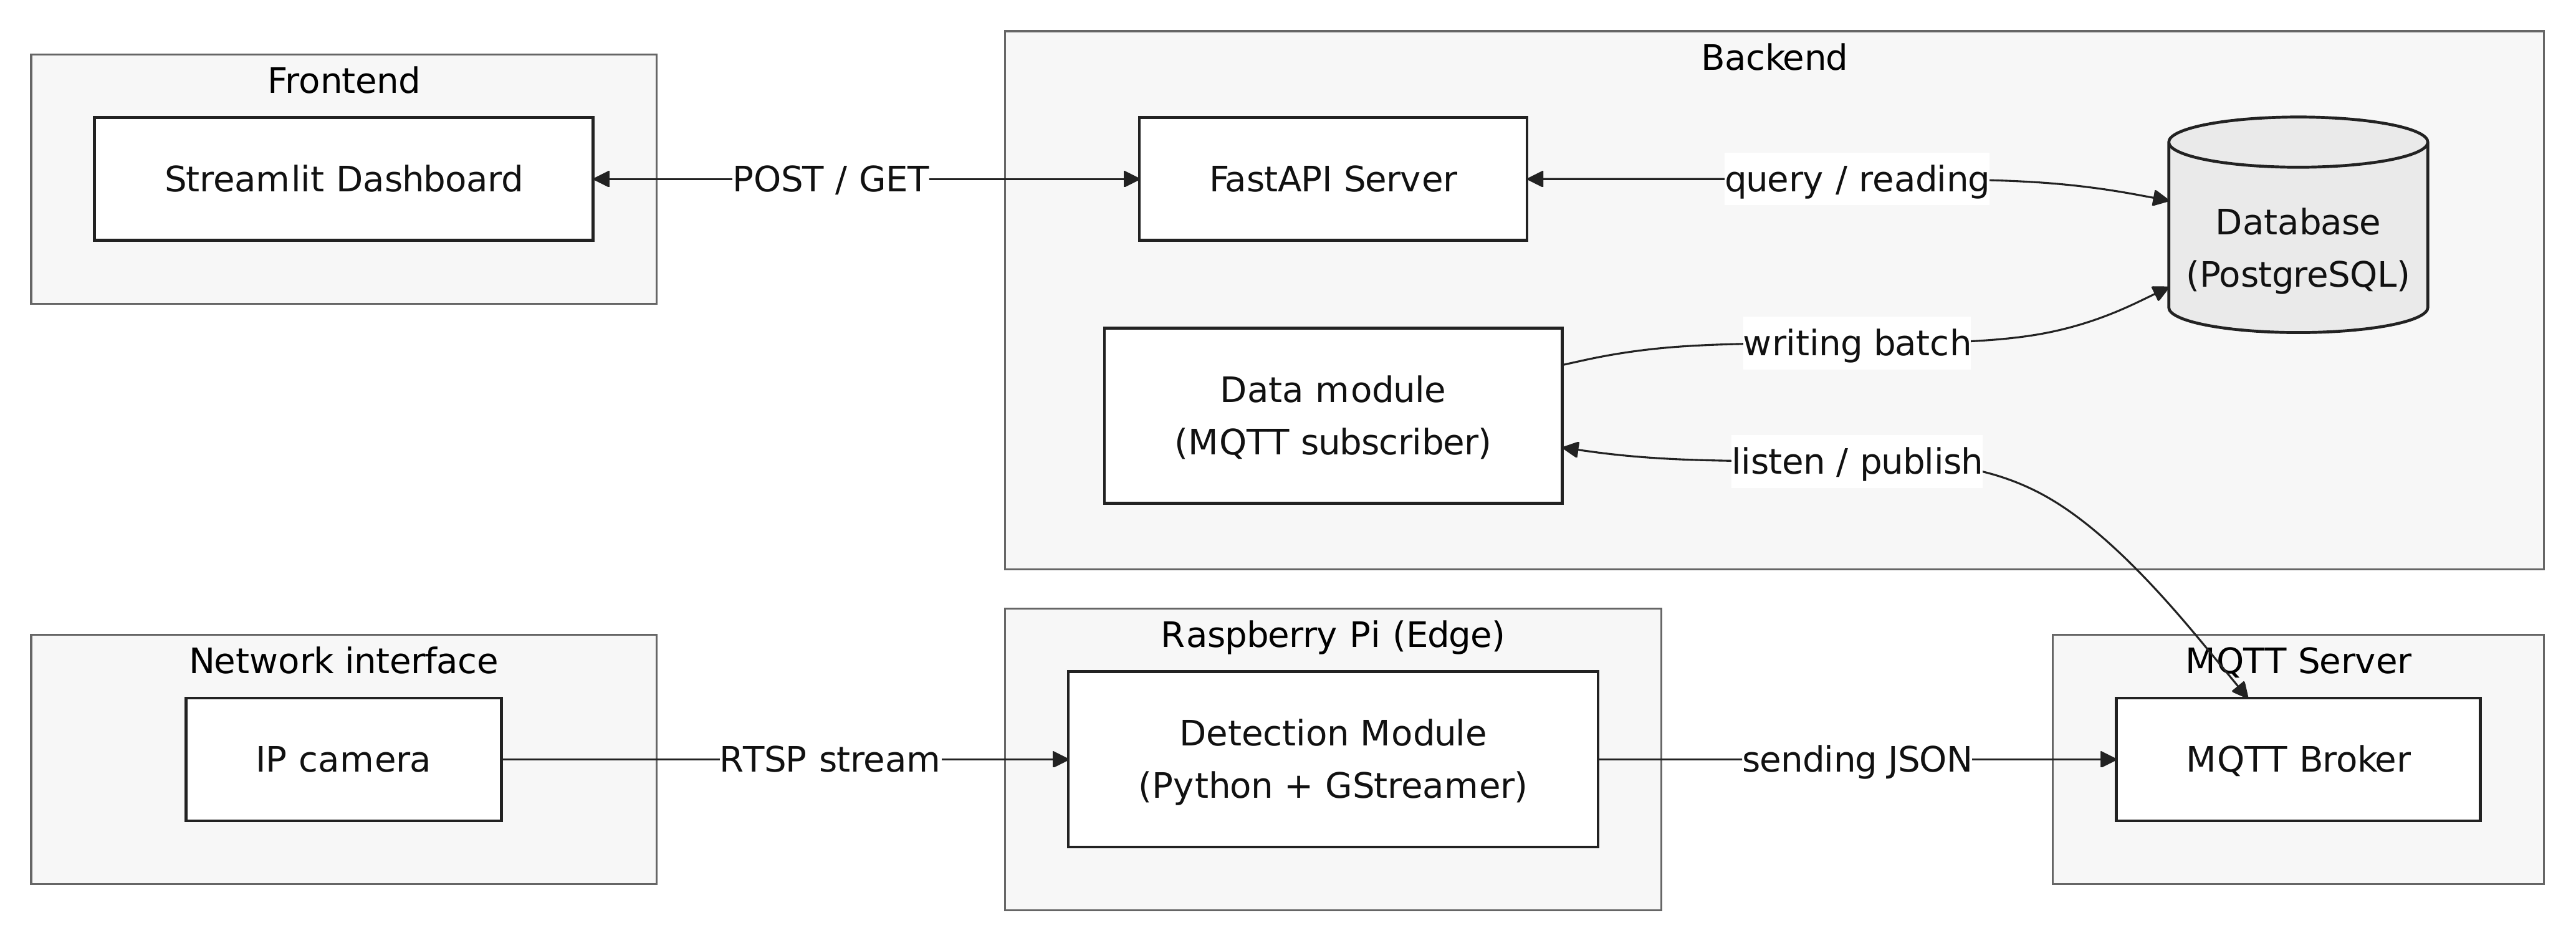 Frontend
Streamlit Dashboard
POST / GET
Backend
FastAPI Server
query / reading
Database
(PostgreSQL)
writing batch
Data module
(MQTT subscriber)
listen / publish
Network interface
IP camera
RTSP stream
Raspberry Pi (Edge)
Detection Module
(Python + GStreamer)
sending JSON
MQTT Server
MQTT Broker